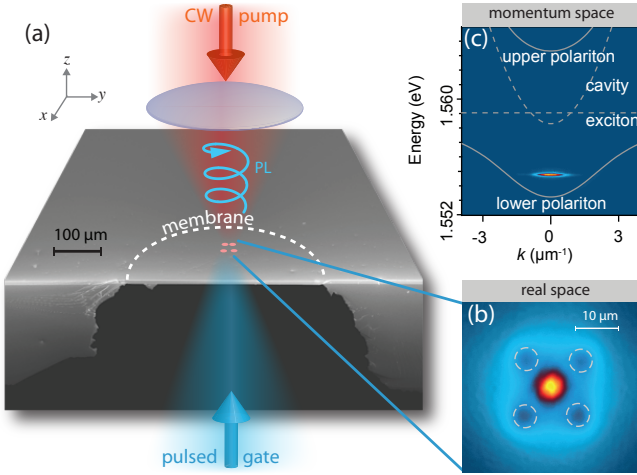 (a)
CW pump
z
y
x
PL
membrane
100 μm
pulsed gate
momentum space
(c)
upper polariton
cavity
exciton
lower polariton
Energy (eV)
1.560
1.552
-3
0
3
k (μm⁻¹)
real space
(b)
10 μm